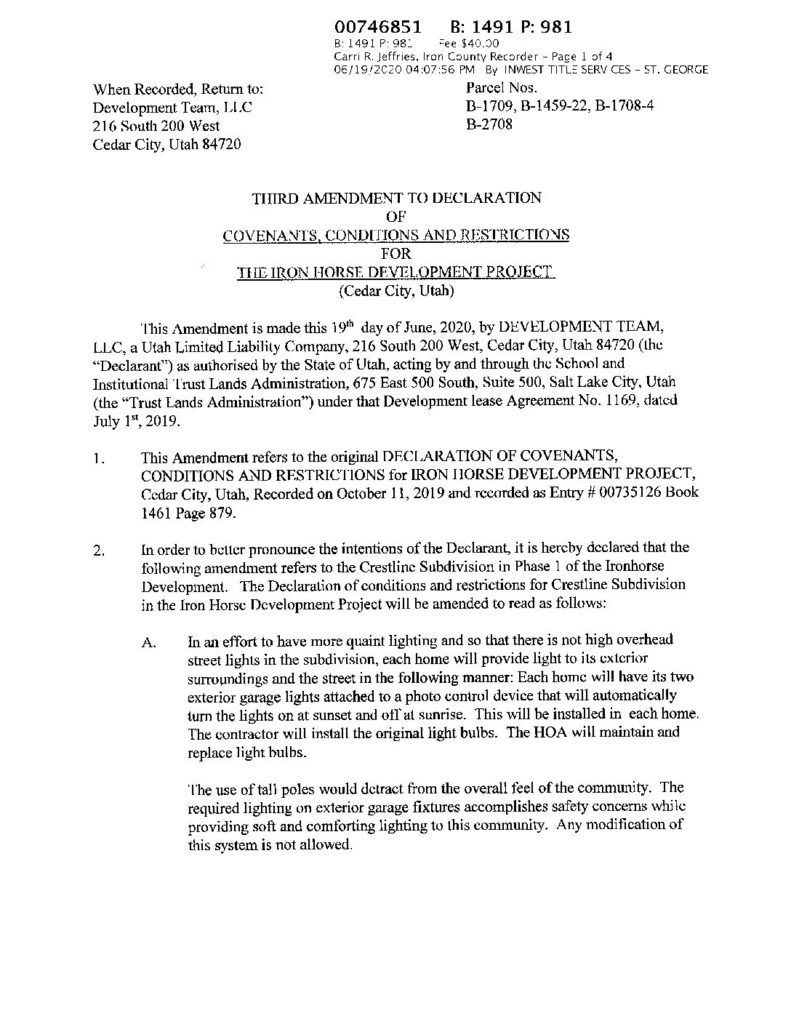 00746851 B: 1491 P: 981
B: 1491 P: 981 Fee $40.00
Carri R. Jeffries, Iron County Recorder - Page 1 of 4
06/19/2020 04:07:56 PM By INWEST TITLE SERVICES - ST. GEORGE
When Recorded, Return to:
Development Team, LLC
216 South 200 West
Cedar City, Utah 84720
Parcel Nos.
B-1709, B-1459-22, B-1708-4
B-2708
THIRD AMENDMENT TO DECLARATION
OF
COVENANTS, CONDITIONS AND RESTRICTIONS
FOR
THE IRON HORSE DEVELOPMENT PROJECT
(Cedar City, Utah)
This Amendment is made this 19th day of June, 2020, by DEVELOPMENT TEAM,
LLC, a Utah Limited Liability Company, 216 South 200 West, Cedar City, Utah 84720 (the
“Declarant”) as authorised by the State of Utah, acting by and through the School and
Institutional Trust Lands Administration, 675 East 500 South, Suite 500, Salt Lake City, Utah
(the “Trust Lands Administration”) under that Development lease Agreement No. 1169, dated
July 1st, 2019.
1. This Amendment refers to the original DECLARATION OF COVENANTS,
CONDITIONS AND RESTRICTIONS for IRON HORSE DEVELOPMENT PROJECT,
Cedar City, Utah, Recorded on October 11, 2019 and recorded as Entry # 00735126 Book
1461 Page 879.
2. In order to better pronounce the intentions of the Declarant, it is hereby declared that the
following amendment refers to the Crestline Subdivision in Phase 1 of the Ironhorse
Development. The Declaration of conditions and restrictions for Crestline Subdivision
in the Iron Horse Development Project will be amended to read as follows:
A. In an effort to have more quaint lighting and so that there is not high overhead
street lights in the subdivision, each home will provide light to its exterior
surroundings and the street in the following manner: Each home will have its two
exterior garage lights attached to a photo control device that will automatically
turn the lights on at sunset and off at sunrise. This will be installed in each home.
The contractor will install the original light bulbs. The HOA will maintain and
replace light bulbs.
The use of tall poles would detract from the overall feel of the community. The
required lighting on exterior garage fixtures accomplishes safety concerns while
providing soft and comforting lighting to this community. Any modification of
this system is not allowed.